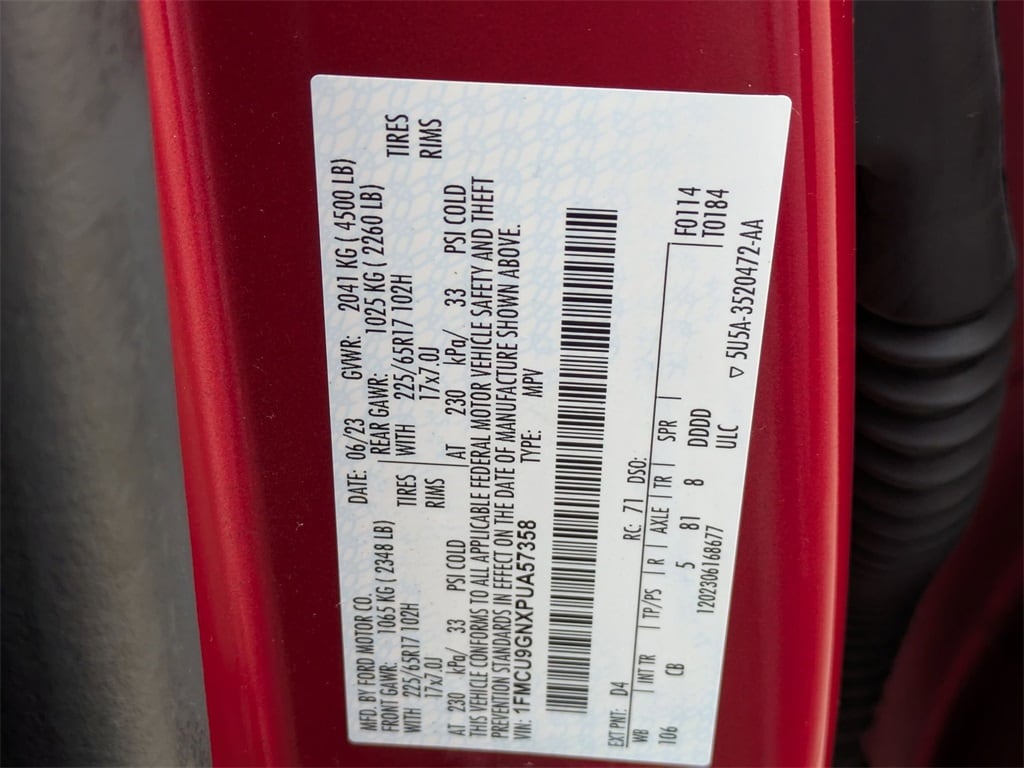 MFD. BY FORD MOTOR CO. DATE: 06/23 GVWR: 2041 KG ( 4500 LB)
FRONT GAWR: 1065 KG ( 2348 LB) REAR GAWR: 1025 KG ( 2260 LB)
WITH 225/65R17 102H TIRES WITH 225/65R17 102H TIRES
17x7.0J RIMS 17x7.0J RIMS
AT 230 kPa/ 33 PSI COLD AT 230 kPa/ 33 PSI COLD
THIS VEHICLE CONFORMS TO ALL APPLICABLE FEDERAL MOTOR VEHICLE SAFETY AND THEFT
PREVENTION STANDARDS IN EFFECT ON THE DATE OF MANUFACTURE SHOWN ABOVE.
VIN: 1FMCU9GNXPUA57358 TYPE: MPV
EXT PNT: D4 RC: 71 DSO: F0114
WB INT TR TP/PS R AXLE TR SPR T0184
106 CB 5 81 8 DDDD
ULC
12023061686​77 ▽ 5U5A-3520472-AA